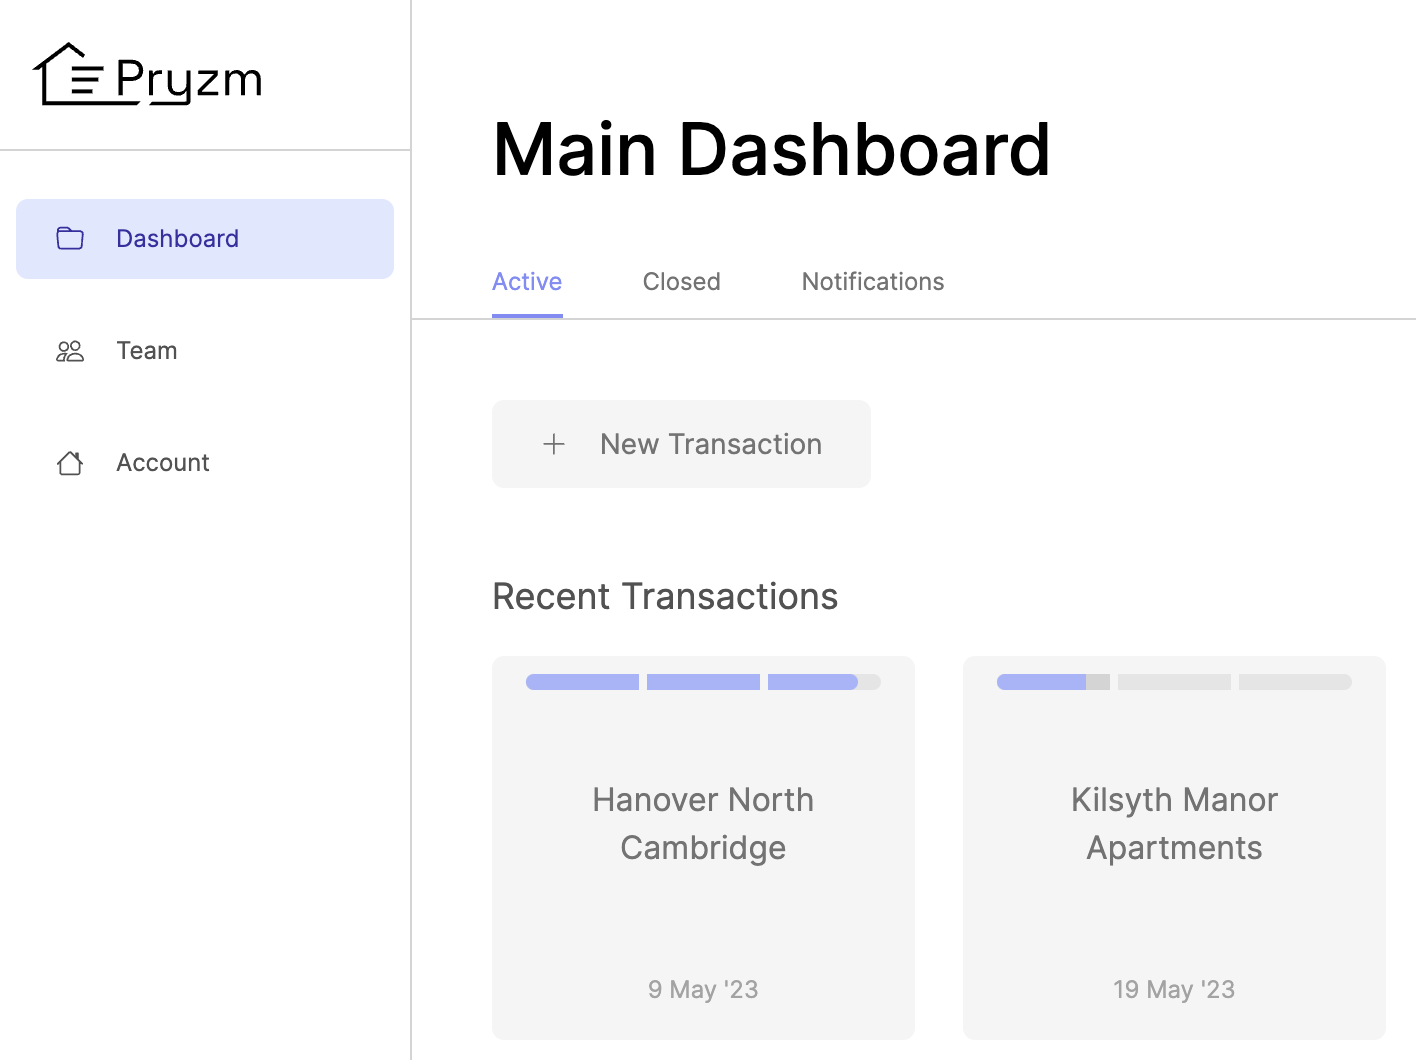 Pryzm
Dashboard
Team
Account
Main Dashboard
Active
Closed
Notifications
New Transaction
Recent Transactions
Hanover North
Cambridge
9 May '23
Kilsyth Manor
Apartments
19 May '23